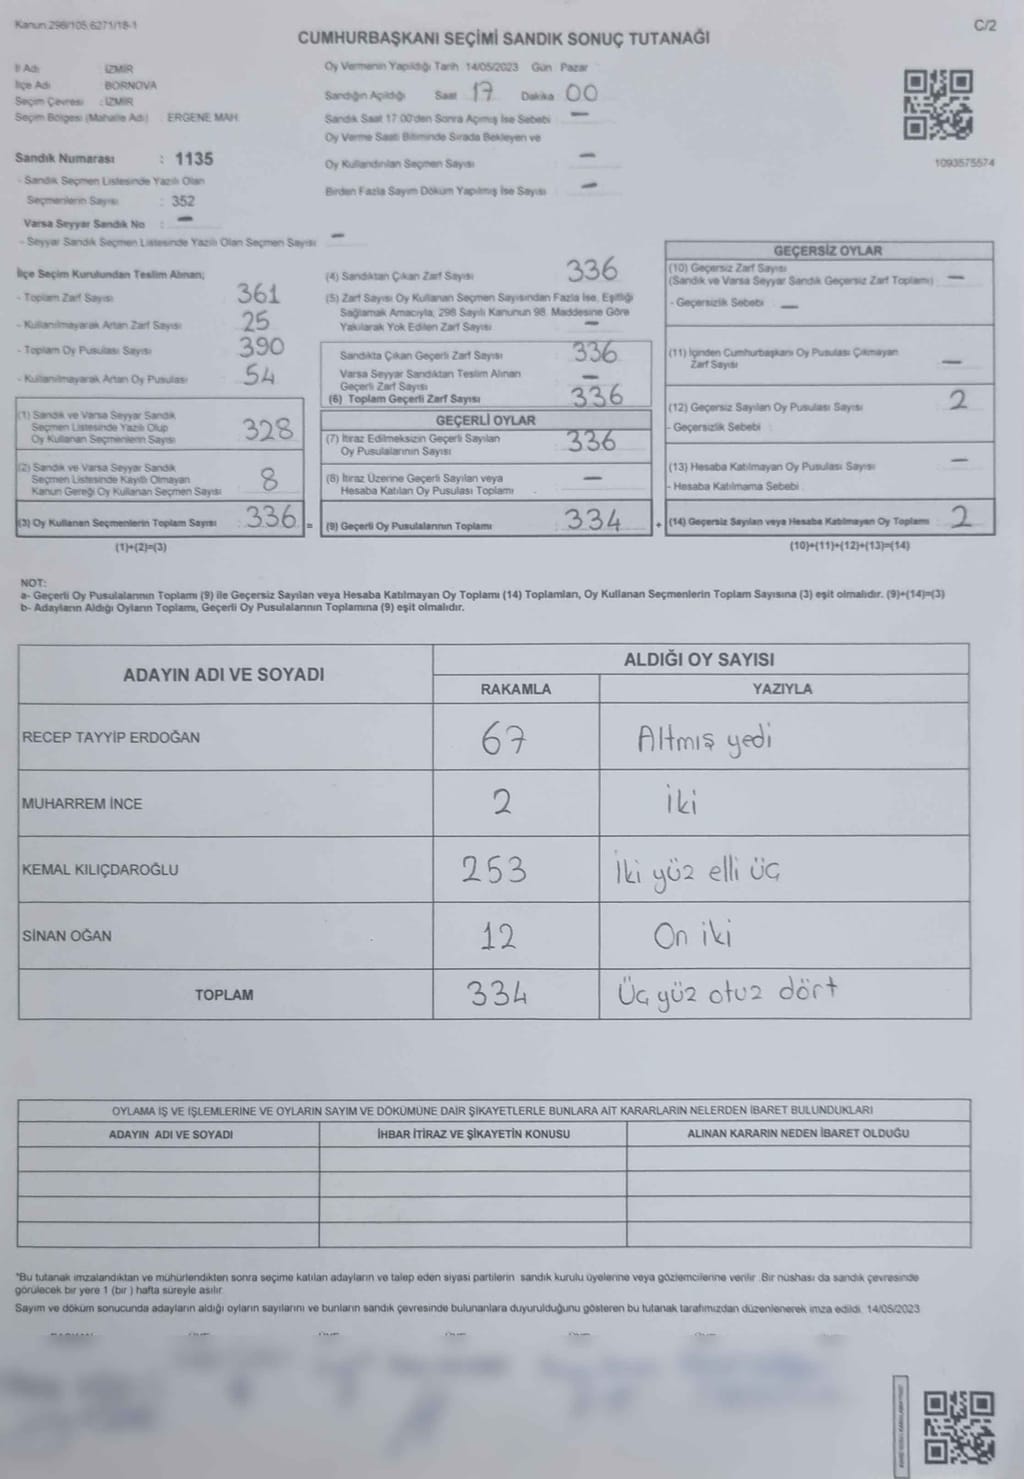 Kanun:298/105,6271/18-1
C/2
CUMHURBAŞKANI SEÇİMİ SANDIK SONUÇ TUTANAĞI
İl Adı : İZMİR
İlçe Adı : BORNOVA
Seçim Çevresi : İZMİR
Seçim Bölgesi (Mahalle Adı) : ERGENE MAH.
Sandık Numarası : 1135
- Sandık Seçmen Listesinde Yazılı Olan
Seçmenlerin Sayısı : 352
Varsa Seyyar Sandık No : -
- Seyyar Sandık Seçmen Listesinde Yazılı Olan Seçmen Sayısı : -
Oy Vermenin Yapıldığı Tarih 14/05/2023 Gün : Pazar
Sandığın Açıldığı Saat 17 Dakika 00
Sandık Saat 17.00'den Sonra Açımış İse Sebebi -
Oy Verme Saati Bitiminde Sırada Bekleyen ve
Oy Kullandırılan Seçmen Sayısı -
Birden Fazla Sayım Döküm Yapılmış İse Sayısı -
1093575574
İlçe Seçim Kurulundan Teslim Alınan;
- Toplam Zarf Sayısı 361
- Kullanılmayarak Artan Zarf Sayısı 25
- Toplam Oy Pusulası Sayısı 390
- Kullanılmayarak Artan Oy Pusulası 54
(1) Sandık ve Varsa Seyyar Sandık
Seçmen Listesinde Yazılı Olup
Oy Kullanan Seçmenlerin Sayısı 328
(2) Sandık ve Varsa Seyyar Sandık
Seçmen Listesinde Kayıtlı Olmayan
Kanun Gereği Oy Kullanan Seçmen Sayısı 8
(3) Oy Kullanan Seçmenlerin Toplam Sayısı : 336 =
(1)+(2)=(3)
(4) Sandıktan Çıkan Zarf Sayısı 336
(5) Zarf Sayısı Oy Kullanan Seçmen Sayısından Fazla İse, Eşitliği
Sağlamak Amacıyla, 298 Sayılı Kanunun 98. Maddesine Göre
Yakılarak Yok Edilen Zarf Sayısı -
Sandıkta Çıkan Geçerli Zarf Sayısı 336
Varsa Seyyar Sandıktan Teslim Alınan
Geçerli Zarf Sayısı -
(6) Toplam Geçerli Zarf Sayısı 336
GEÇERLİ OYLAR
(7) İtiraz Edilmeksizin Geçerli Sayılan
Oy Pusulalarının Sayısı 336
(8) İtiraz Üzerine Geçerli Sayılan veya
Hesaba Katılan Oy Pusulası Toplamı -
(9) Geçerli Oy Pusulalarının Toplamı 334 +
GEÇERSİZ OYLAR
(10) Geçersiz Zarf Sayısı
(Sandık ve Varsa Seyyar Sandık Geçersiz Zarf Toplamı) : -
- Geçersizlik Sebebi : -
(11) İçinden Cumhurbaşkanı Oy Pusulası Çıkmayan
Zarf Sayısı -
(12) Geçersiz Sayılan Oy Pusulası Sayısı 2
- Geçersizlik Sebebi :
(13) Hesaba Katılmayan Oy Pusulası Sayısı -
- Hesaba Katılmama Sebebi :
(14) Geçersiz Sayılan veya Hesaba Katılmayan Oy Toplamı : 2
(10)+(11)+(12)+(13)=(14)
NOT:
a- Geçerli Oy Pusulalarının Toplamı (9) ile Geçersiz Sayılan veya Hesaba Katılmayan Oy Toplamı (14) Toplamları, Oy Kullanan Seçmenlerin Toplam Sayısına (3) eşit olmalıdır. (9)+(14)=(3)
b- Adayların Aldığı Oyların Toplamı, Geçerli Oy Pusulalarının Toplamına (9) eşit olmalıdır.
ADAYIN ADI VE SOYADI
ALDIĞI OY SAYISI
RAKAMLA YAZIYLA
RECEP TAYYİP ERDOĞAN 67 Altmış yedi
MUHARREM İNCE 2 İki
KEMAL KILIÇDAROĞLU 253 İki yüz elli üç
SİNAN OĞAN 12 On iki
TOPLAM 334 Üç yüz otuz dört
OYLAMA İŞ VE İŞLEMLERİNE VE OYLARIN SAYIM VE DÖKÜMÜNE DAİR ŞİKAYETLERLE BUNLARA AİT KARARLARIN NELERDEN İBARET BULUNDUKLARI
ADAYIN ADI VE SOYADI İHBAR İTİRAZ VE ŞİKAYETİN KONUSU ALINAN KARARIN NEDEN İBARET OLDUĞU
*Bu tutanak imzalandıktan ve mühürlendikten sonra seçime katılan adayların ve talep eden siyasi partilerin sandık kurulu üyelerine veya gözlemcilerine verilir. Bir nüshası da sandık çevresinde
görülecek bir yere 1 (bir) hafta süreyle asılır.
Sayım ve döküm sonucunda adayların aldığı oyların sayılarını ve bunların sandık çevresinde bulunanlara duyurulduğunu gösteren bu tutanak tarafımızdan düzenlenerek imza edildi. 14/05/2023